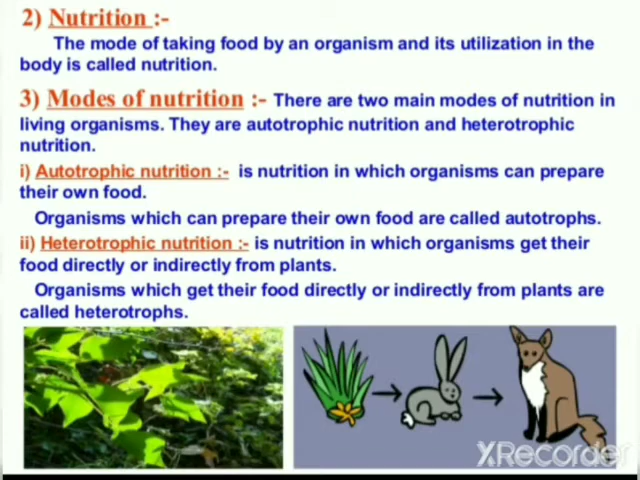 2) Nutrition :-
The mode of taking food by an organism and its utilization in the
body is called nutrition.
3) Modes of nutrition :- There are two main modes of nutrition in
living organisms. They are autotrophic nutrition and heterotrophic
nutrition.
i) Autotrophic nutrition :- is nutrition in which organisms can prepare
their own food.
Organisms which can prepare their own food are called autotrophs.
ii) Heterotrophic nutrition :- is nutrition in which organisms get their
food directly or indirectly from plants.
Organisms which get their food directly or indirectly from plants are
called heterotrophs.
XRecorder